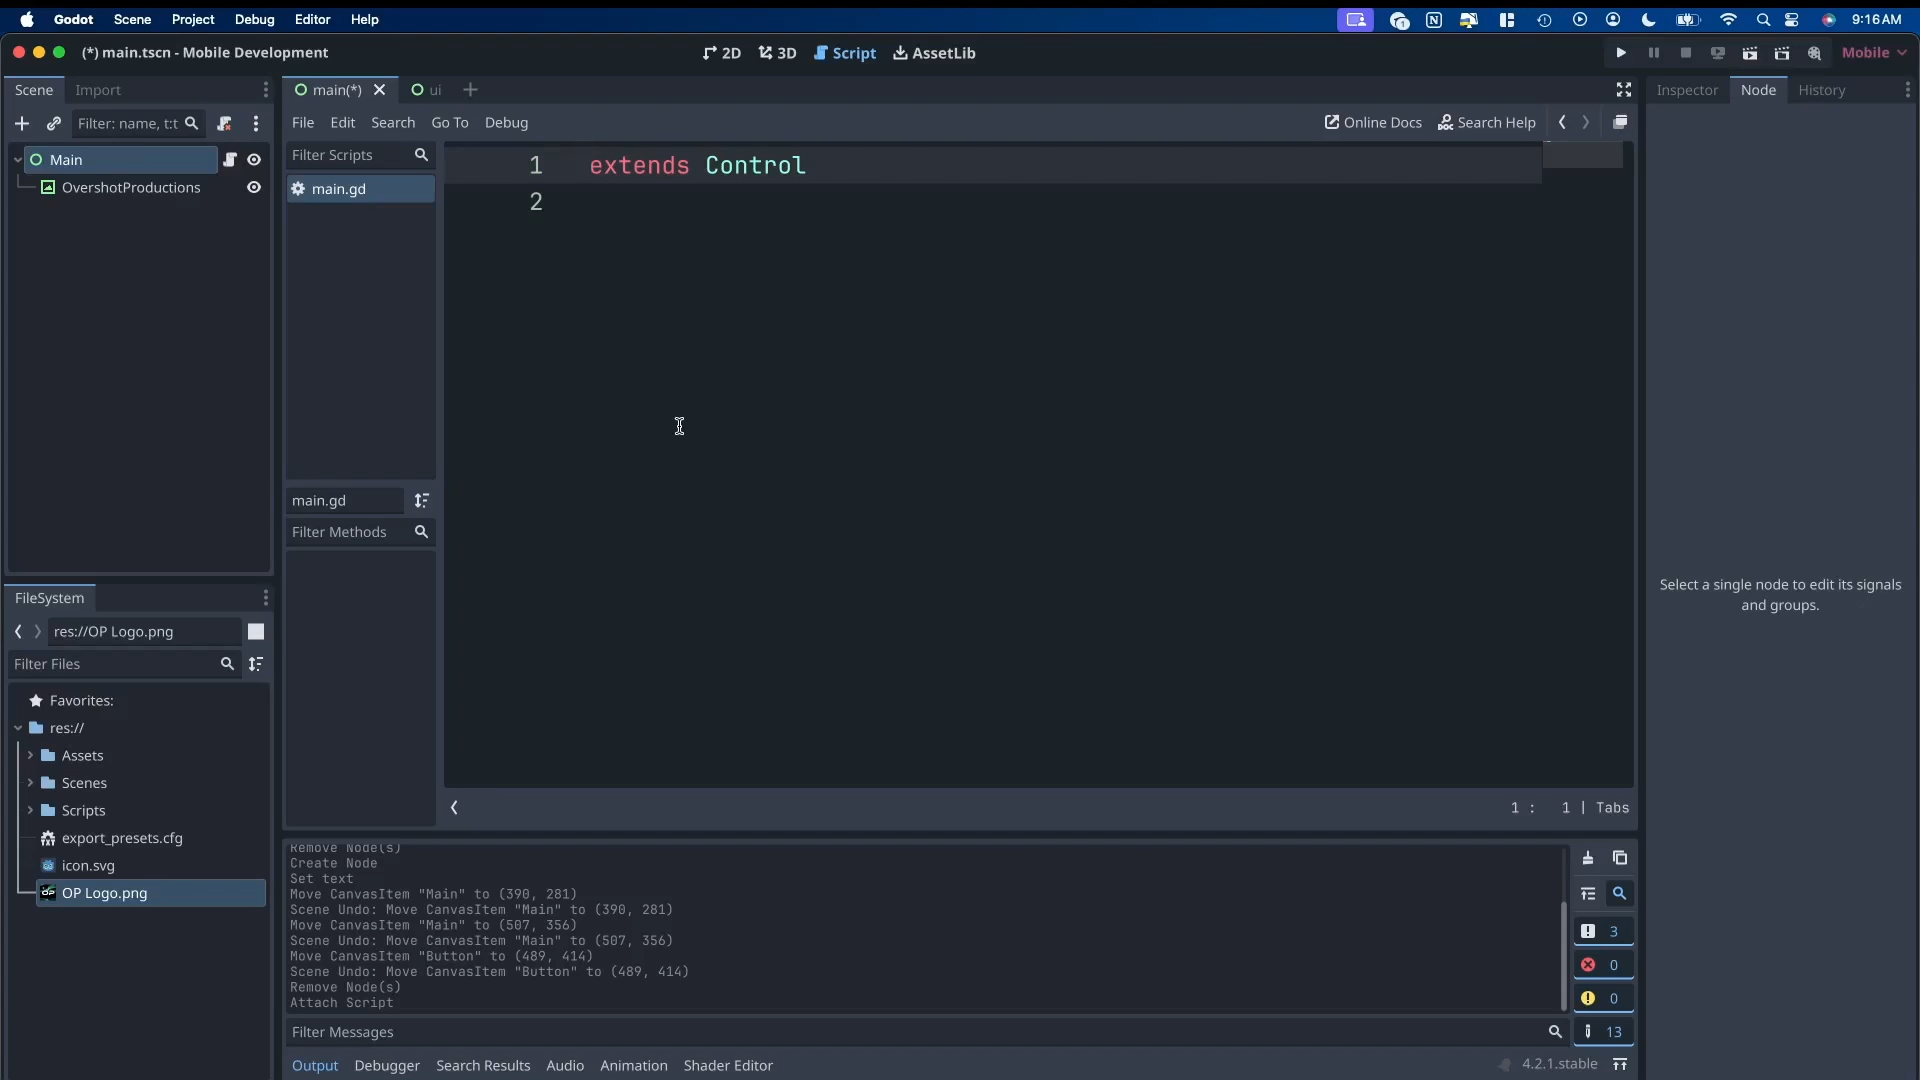 Godot Scene Project Debug Editor Help 9:16 AM
(*) main.tscn - Mobile Development 2D 3D Script AssetLib Mobile
Scene Import main(*) ui Inspector Node History
Filter: name, t:t File Edit Search Go To Debug Online Docs Search Help
Main
OvershotProductions
Filter Scripts
main.gd
1 extends Control
2
main.gd
Filter Methods
1 : 1 | Tabs
Select a single node to edit its signals
and groups.
FileSystem
res://OP Logo.png
Filter Files
Favorites:
res://
Assets
Scenes
Scripts
export_presets.cfg
icon.svg
OP Logo.png
Remove Node(s)
Create Node
Set text
Move CanvasItem "Main" to (390, 281)
Scene Undo: Move CanvasItem "Main" to (390, 281)
Move CanvasItem "Main" to (507, 356)
Scene Undo: Move CanvasItem "Main" to (507, 356)
Move CanvasItem "Button" to (489, 414)
Scene Undo: Move CanvasItem "Button" to (489, 414)
Remove Node(s)
Attach Script
3
0
0
13
Filter Messages
Output Debugger Search Results Audio Animation Shader Editor 4.2.1.stable